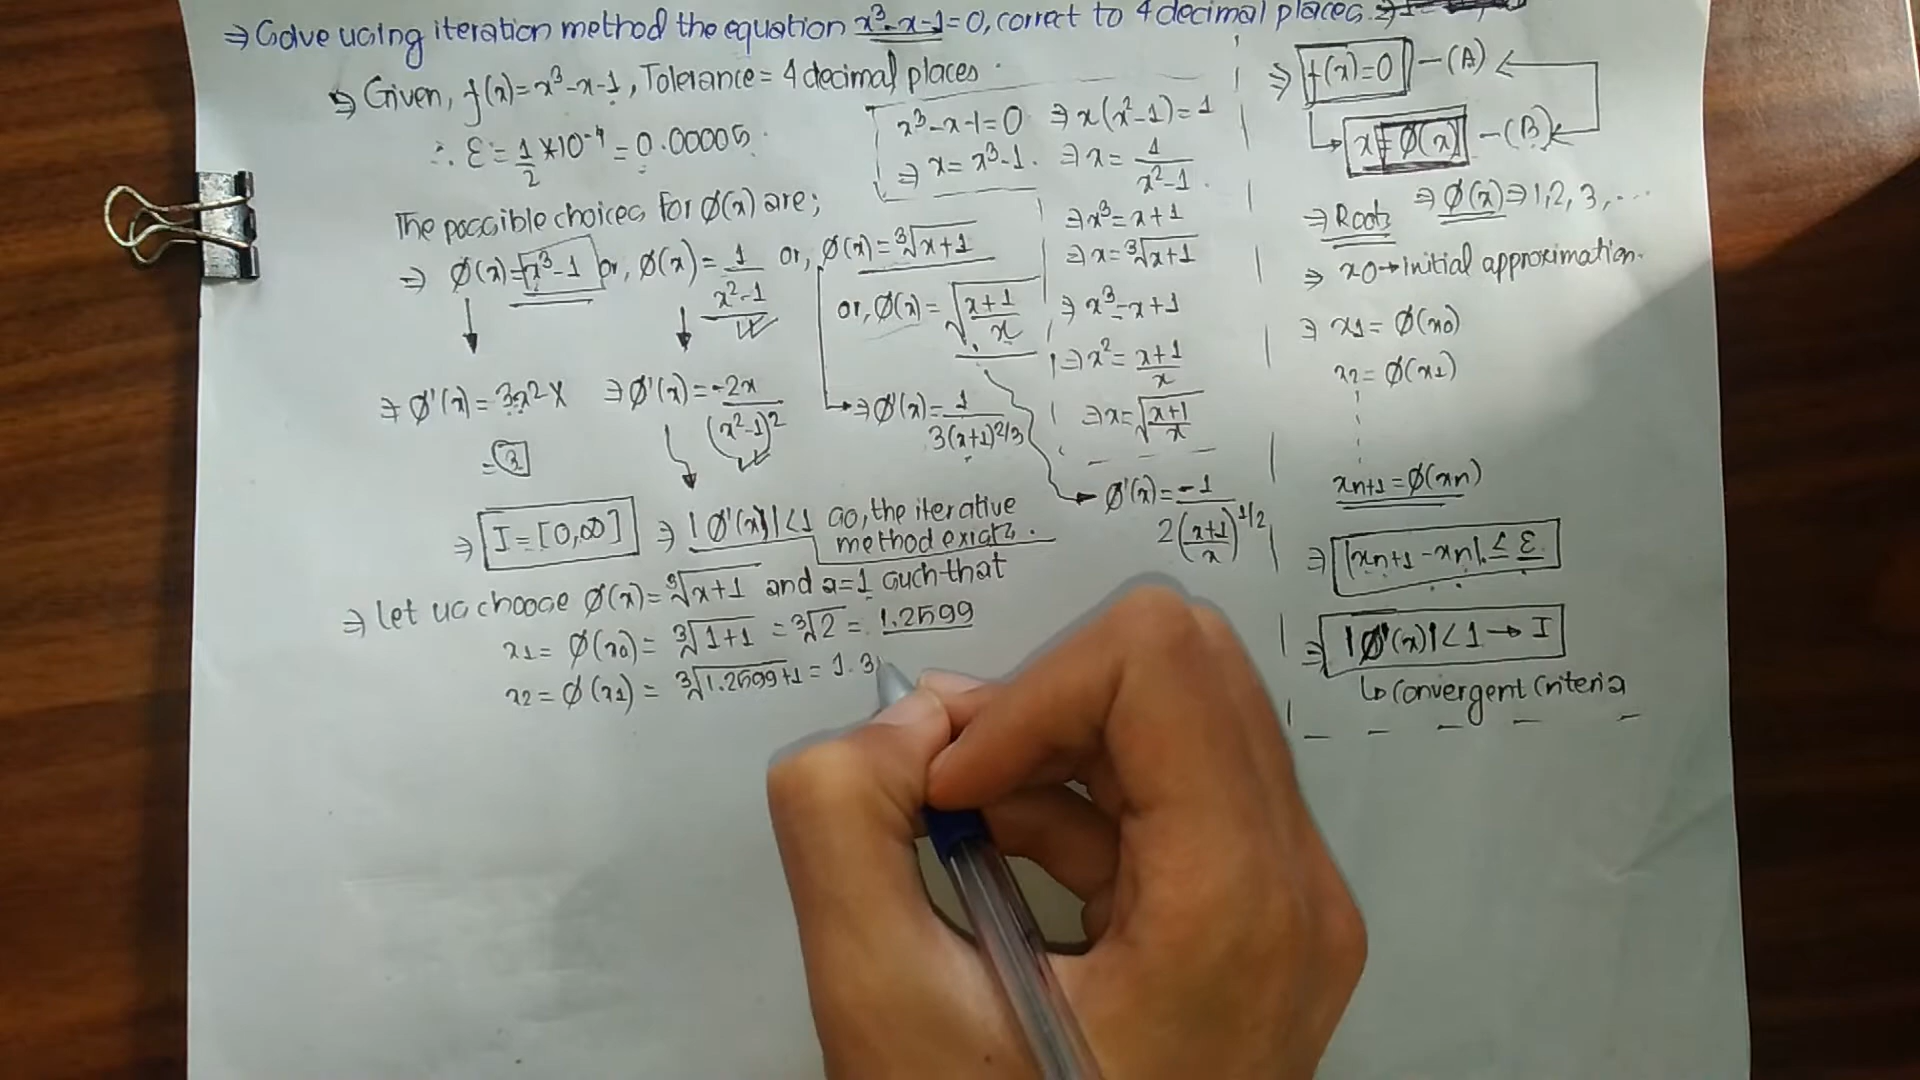 ⇒ Solve using iteration method the equation x³-x-1=0, correct to 4 decimal places.
⇒ Given, f(x)=x³-x-1, Tolerance = 4 decimal places.
∴ ε = 1/2 *10⁻⁴ = 0.00005.
The possible choices for Ø(x) are;
⇒ Ø(x)=x³-1 or, Ø(x)=1/(x²-1) or, Ø(x)=∛(x+1)
or, Ø(x)=√((x+1)/x)
⇒ Ø'(x)=3x² X ⇒ Ø'(x)=-2x/(x²-1)² ⇒ Ø'(x)=1/(3(x+1)^2/3)
= 3
Ø'(x)=-1/(2((x+1)/x)^1/2)
⇒ I=[0,∞] ⇒ |Ø'(x)|<1 so, the iterative
method exists.
⇒ Let us choose Ø(x)=∛(x+1) and a=1 such that
x1= Ø(x0) = ∛(1+1) = ∛2 = 1.2599
x2= Ø(x1) = ∛(1.2599+1) = 1.3
x³-x-1=0 ⇒ x(x²-1)=1
⇒ x=x³-1. ⇒ x=1/(x²-1).
⇒ x³=x+1
⇒ x=∛(x+1)
⇒ x³=x+1
⇒ x²=(x+1)/x
⇒ x=√((x+1)/x)
⇒ f(x)=0 -(A)
x=Ø(x) -(B)
⇒ Roots ⇒ Ø(x)⇒1,2,3,...
⇒ x0→initial approximation.
⇒ x1= Ø(x0)
x2= Ø(x1)
xn+1=Ø(xn)
⇒ |xn+1-xn| ≤ ε
⇒ |Ø'(x)|<1→I
↳ Convergent Criteria